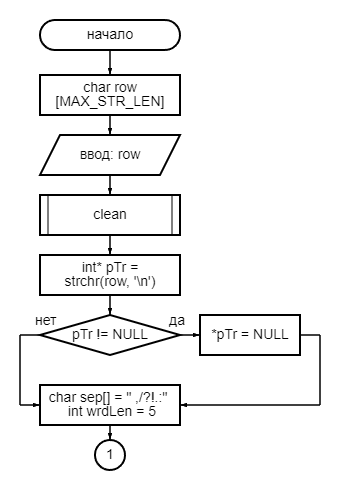 начало
char row
[MAX_STR_LEN]
ввод: row
clean
int* pTr =
strchr(row, '\n')
нет
да
pTr != NULL
*pTr = NULL
char sep[] = " ,/?!.:"
int wrdLen = 5
1